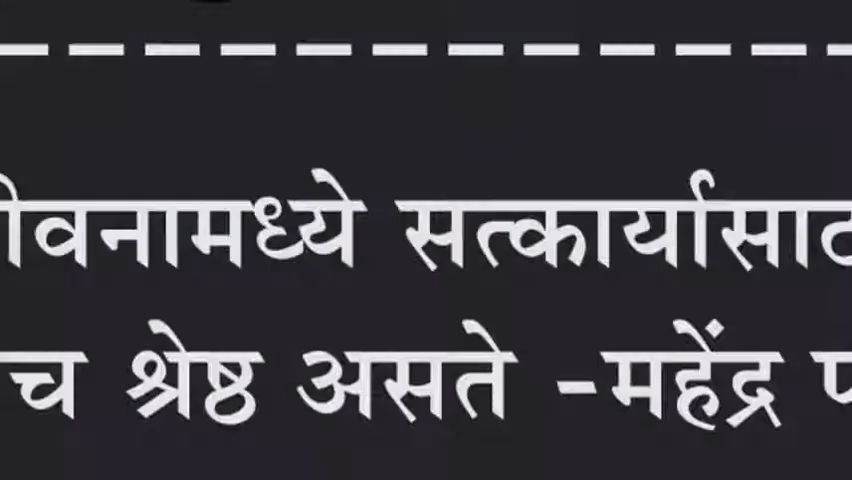 वनामध्ये सत्कार्यासाठ
च श्रेष्ठ असते -महेंद्र